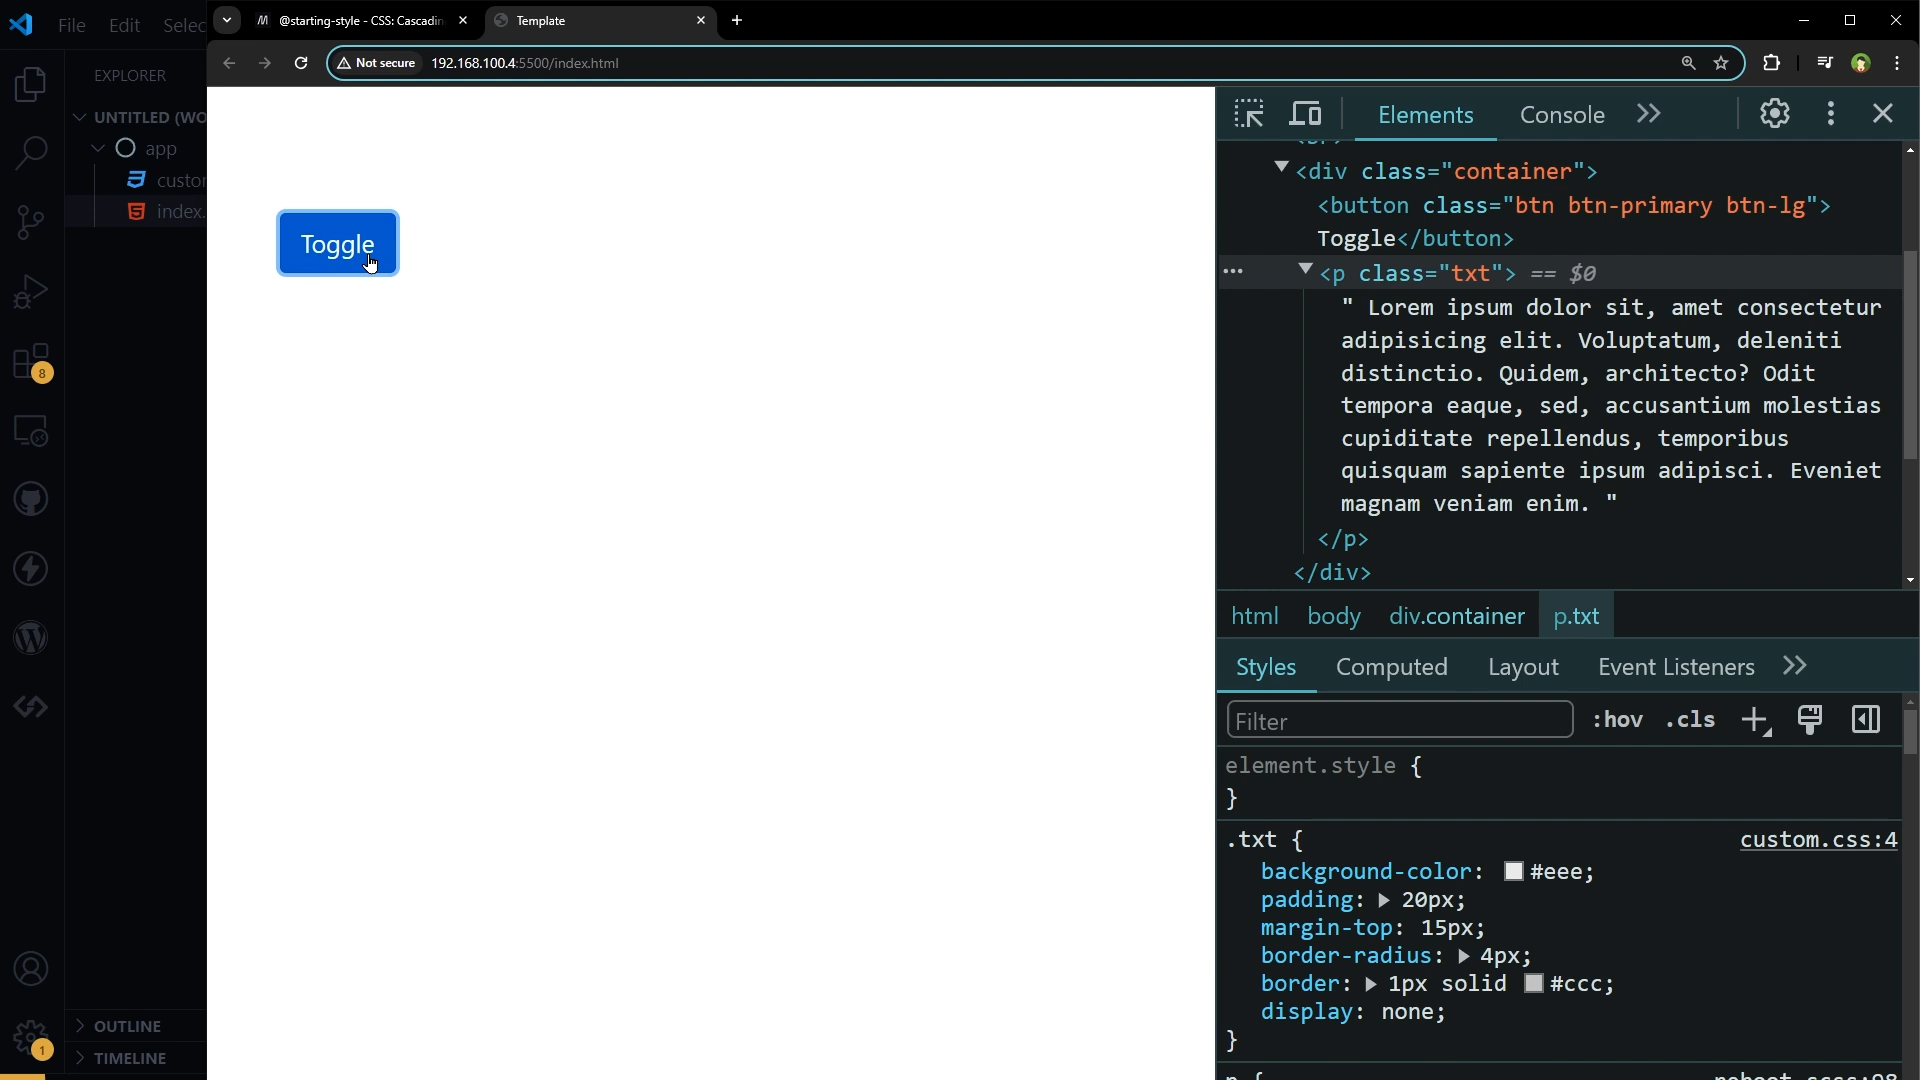 File Edit Selec
@starting-style - CSS: Cascadin
Template
Not secure 192.168.100.4:5500/index.html
EXPLORER
UNTITLED (WO
app
custo
index.
8
1
OUTLINE
TIMELINE
Toggle
Elements Console
<div class="container">
<button class="btn btn-primary btn-lg">
Toggle</button>
<p class="txt"> == $0
" Lorem ipsum dolor sit, amet consectetur
adipisicing elit. Voluptatum, deleniti
distinctio. Quidem, architecto? Odit
tempora eaque, sed, accusantium molestias
cupiditate repellendus, temporibus
quisquam sapiente ipsum adipisci. Eveniet
magnam veniam enim. "
</p>
</div>
html body div.container p.txt
Styles Computed Layout Event Listeners
Filter :hov .cls
element.style {
}
.txt { custom.css:4
background-color: #eee;
padding: 20px;
margin-top: 15px;
border-radius: 4px;
border: 1px solid #ccc;
display: none;
}